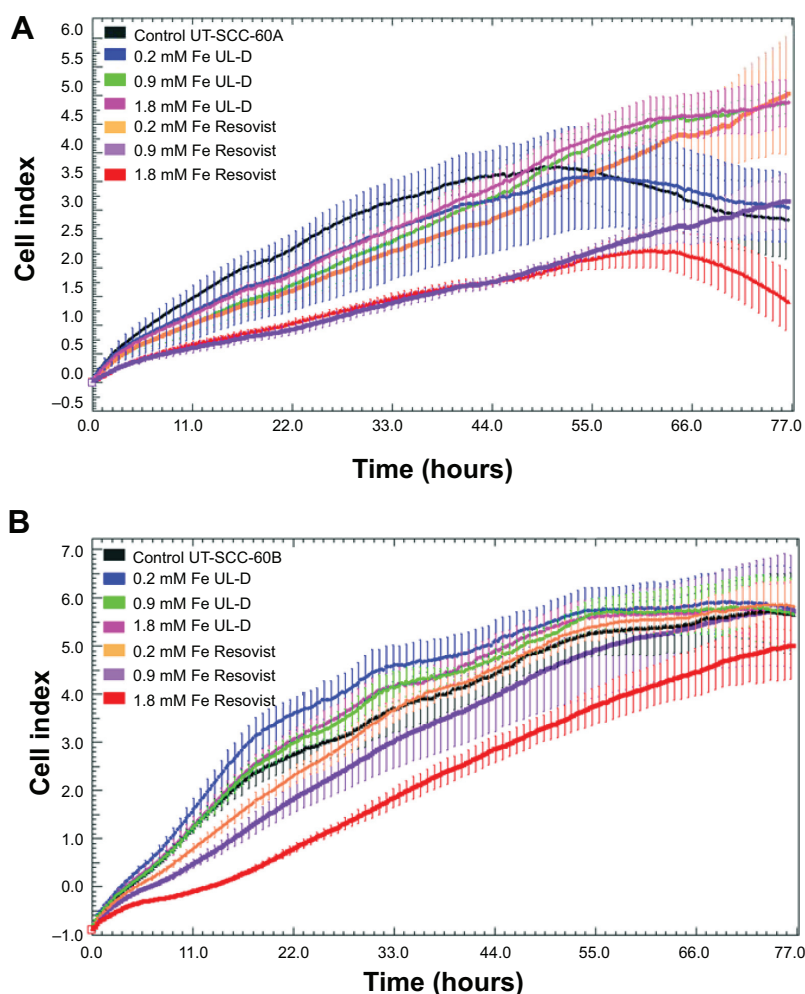 A
6.0
5.0
4.5
3.5
3.0
2.5
2.0
1.5
1.0
0.5
0.0
–0.5
Cell index
Control UT-SCC-60A
0.2 mM Fe UL-D
0.9 mM Fe UL-D
1.8 mM Fe UL-D
0.2 mM Fe Resovist
0.9 mM Fe Resovist
1.8 mM Fe Resovist
0.0 11.0 22.0 33.0 44.0 55.0 66.0 77.0
Time (hours)
B
7.0
6.0
5.0
4.0
3.0
2.0
1.0
0.0
–1.0
Cell index
Control UT-SCC-60B
0.2 mM Fe UL-D
0.9 mM Fe UL-D
1.8 mM Fe UL-D
0.2 mM Fe Resovist
0.9 mM Fe Resovist
1.8 mM Fe Resovist
0.0 11.0 22.0 33.0 44.0 55.0 66.0 77.0
Time (hours)